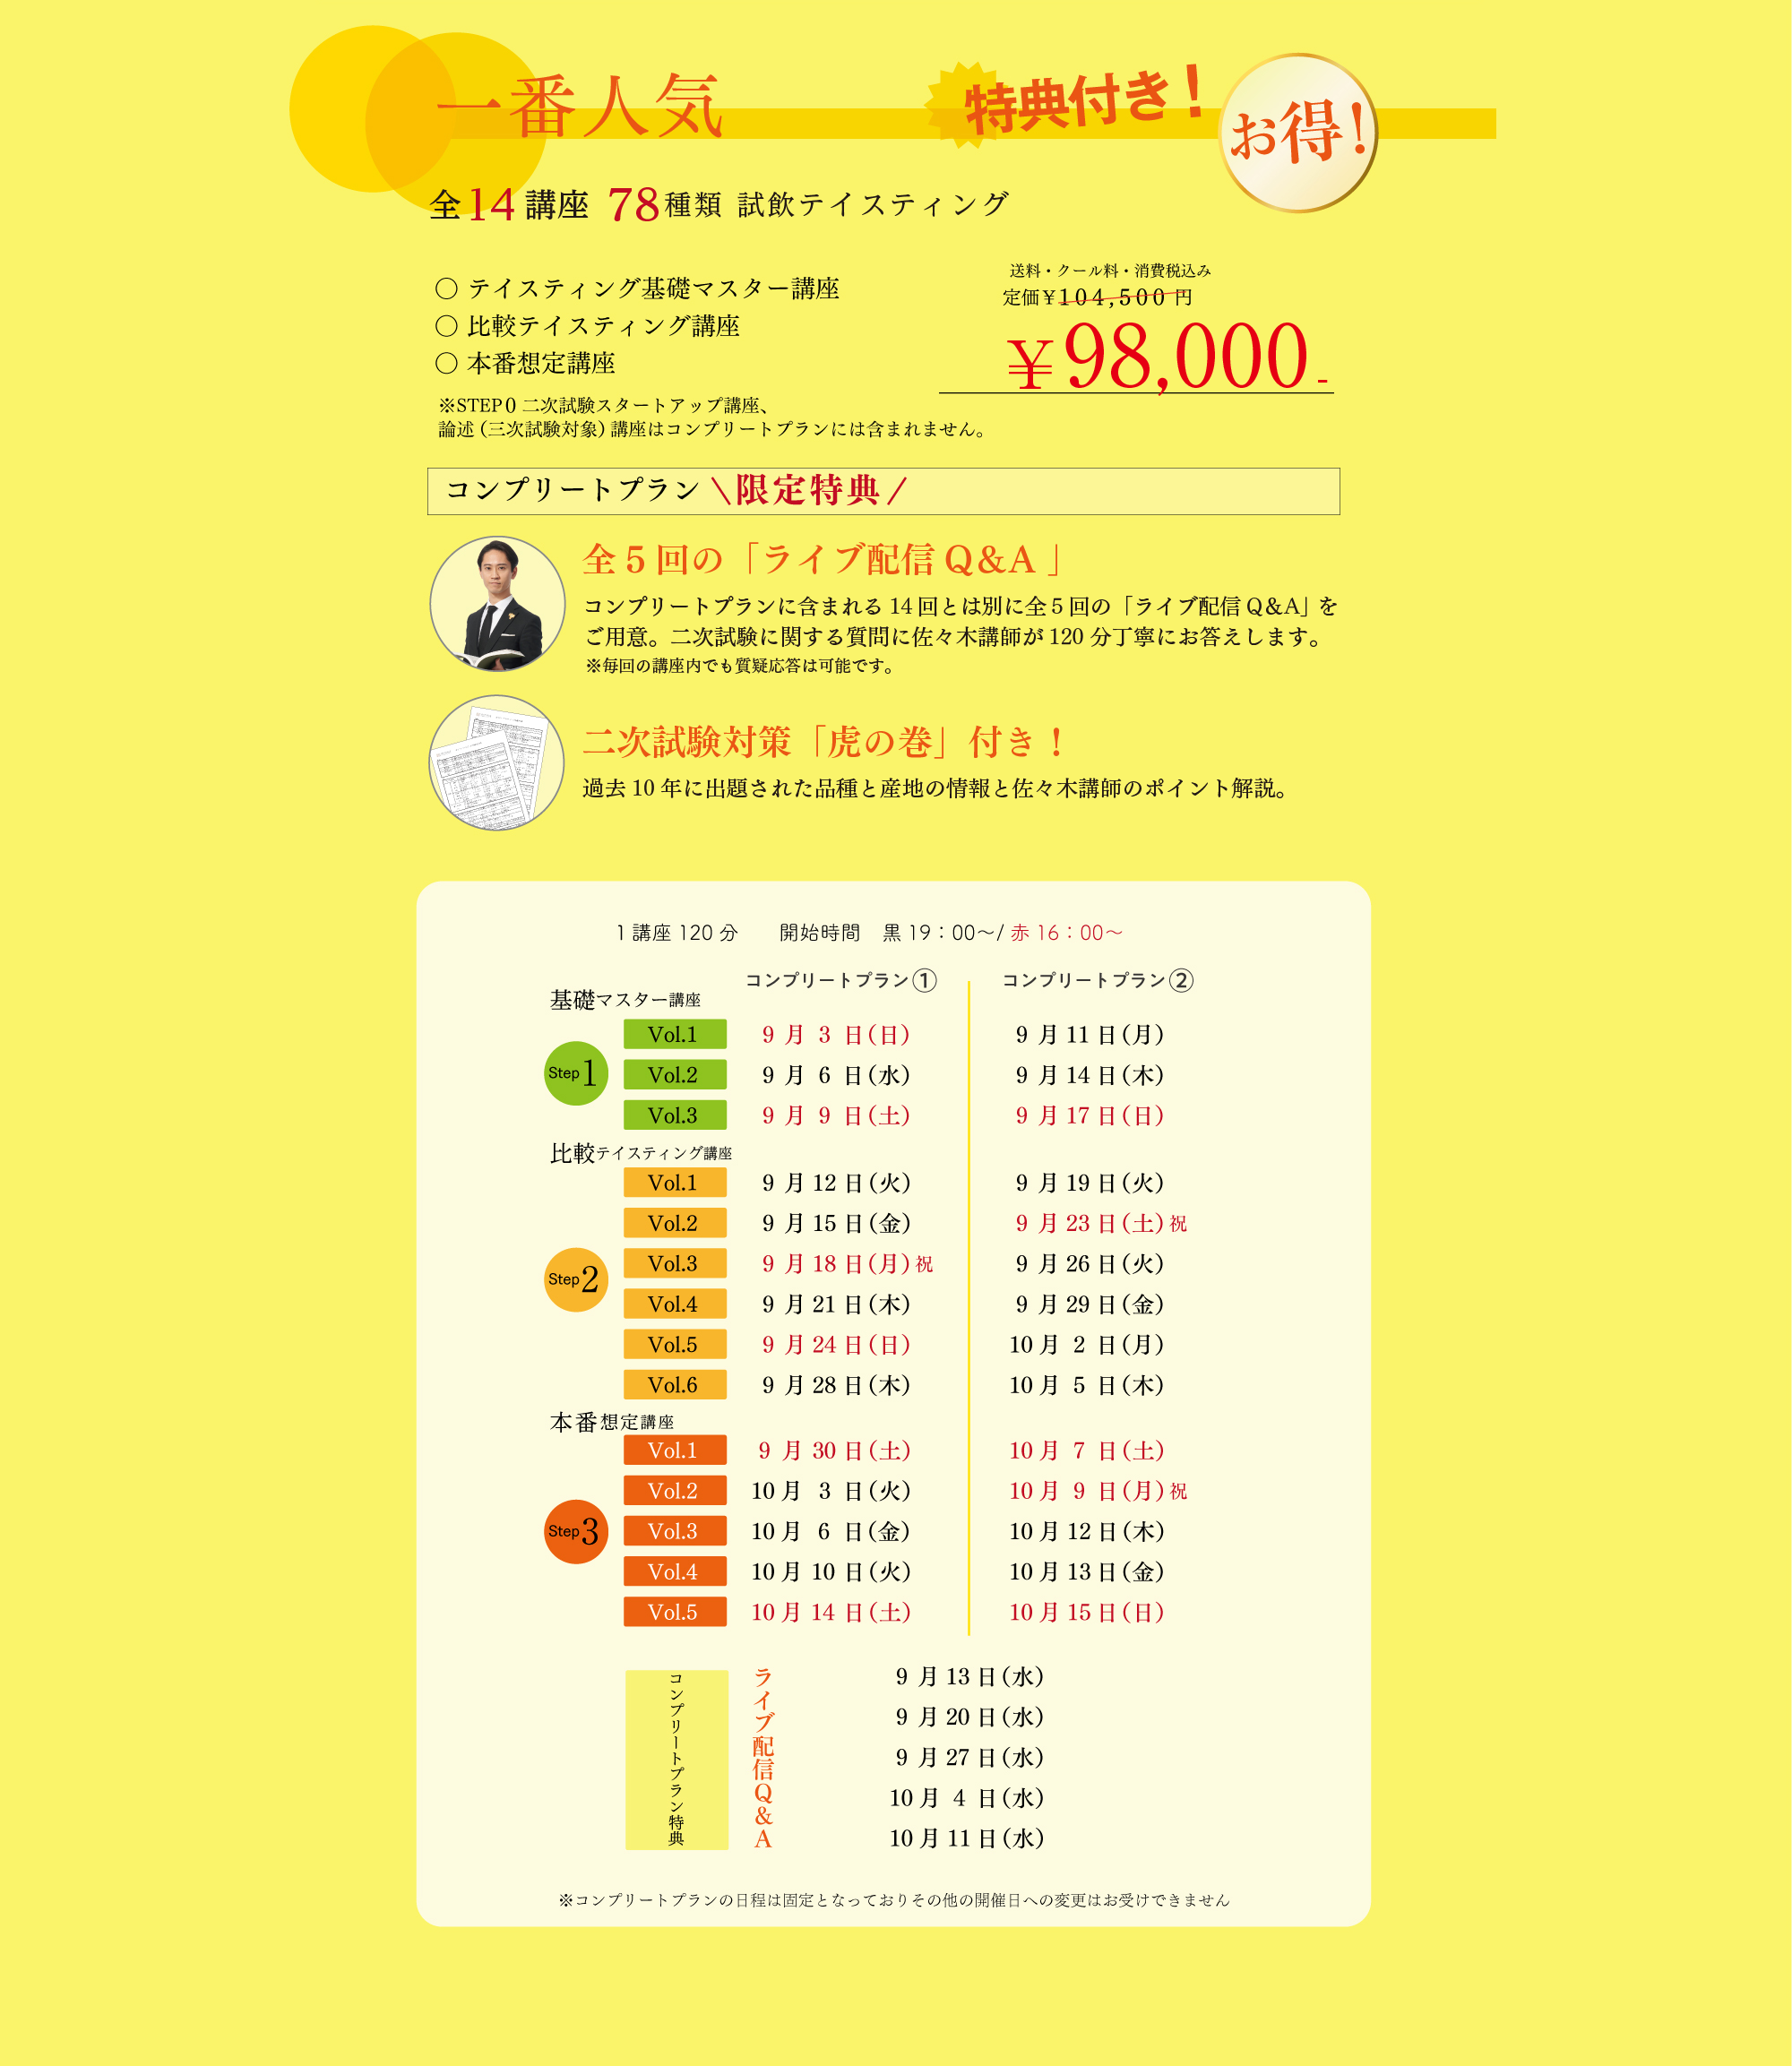 一番人気
特典付き!
お得!
全14講座 78種類 試飲テイスティング
○ テイスティング基礎マスター講座
○ 比較テイスティング講座
○ 本番想定講座
※STEP0 二次試験スタートアップ講座、
論述(三次試験対象)講座はコンプリートプランには含まれません。
送料・クール料・消費税込み
定価¥104,500 円
¥98,000-
コンプリートプラン \限定特典/
全5回の「ライブ配信Q&A」
コンプリートプランに含まれる14回とは別に全5回の「ライブ配信Q&A」を
ご用意。二次試験に関する質問に佐々木講師が120分丁寧にお答えします。
※毎回の講座内でも質疑応答は可能です。
二次試験対策「虎の巻」付き!
過去10年に出題された品種と産地の情報と佐々木講師のポイント解説。
1講座120分 開始時間 黒19:00〜/赤16:00〜
コンプリートプラン① コンプリートプラン②
基礎マスター講座
Step1
Vol.1 9月3日(日) 9月11日(月)
Vol.2 9月6日(水) 9月14日(木)
Vol.3 9月9日(土) 9月17日(日)
比較テイスティング講座
Step2
Vol.1 9月12日(火) 9月19日(火)
Vol.2 9月15日(金) 9月23日(土)祝
Vol.3 9月18日(月)祝 9月26日(火)
Vol.4 9月21日(木) 9月29日(金)
Vol.5 9月24日(日) 10月2日(月)
Vol.6 9月28日(木) 10月5日(木)
本番想定講座
Step3
Vol.1 9月30日(土) 10月7日(土)
Vol.2 10月3日(火) 10月9日(月)祝
Vol.3 10月6日(金) 10月12日(木)
Vol.4 10月10日(火) 10月13日(金)
Vol.5 10月14日(土) 10月15日(日)
コンプリートプラン特典
ライブ配信Q&A
9月13日(水)
9月20日(水)
9月27日(水)
10月4日(水)
10月11日(水)
※コンプリートプランの日程は固定となっておりその他の開催日への変更はお受けできません